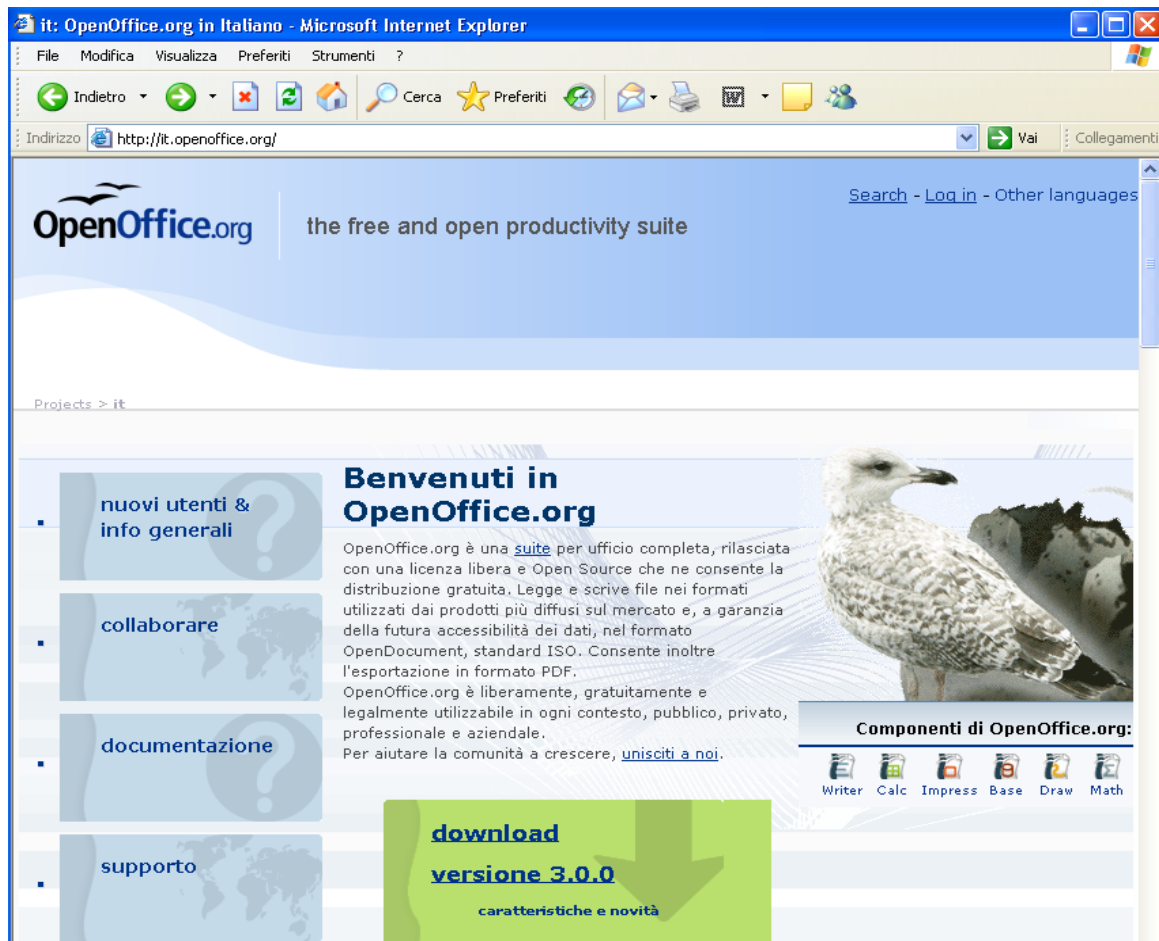 it: OpenOffice.org in Italiano - Microsoft Internet Explorer
File Modifica Visualizza Preferiti Strumenti ?
Indietro Cerca Preferiti
Indirizzo http://it.openoffice.org/ Vai Collegamenti
Search - Log in - Other languages
OpenOffice.org the free and open productivity suite
Projects > it
nuovi utenti &
info generali
collaborare
documentazione
supporto
Benvenuti in
OpenOffice.org
OpenOffice.org è una suite per ufficio completa, rilasciata
con una licenza libera e Open Source che ne consente la
distribuzione gratuita. Legge e scrive file nei formati
utilizzati dai prodotti più diffusi sul mercato e, a garanzia
della futura accessibilità dei dati, nel formato
OpenDocument, standard ISO. Consente inoltre
l'esportazione in formato PDF.
OpenOffice.org è liberamente, gratuitamente e
legalmente utilizzabile in ogni contesto, pubblico, privato,
professionale e aziendale.
Per aiutare la comunità a crescere, unisciti a noi.
download
versione 3.0.0
caratteristiche e novità
Componenti di OpenOffice.org:
Writer Calc Impress Base Draw Math